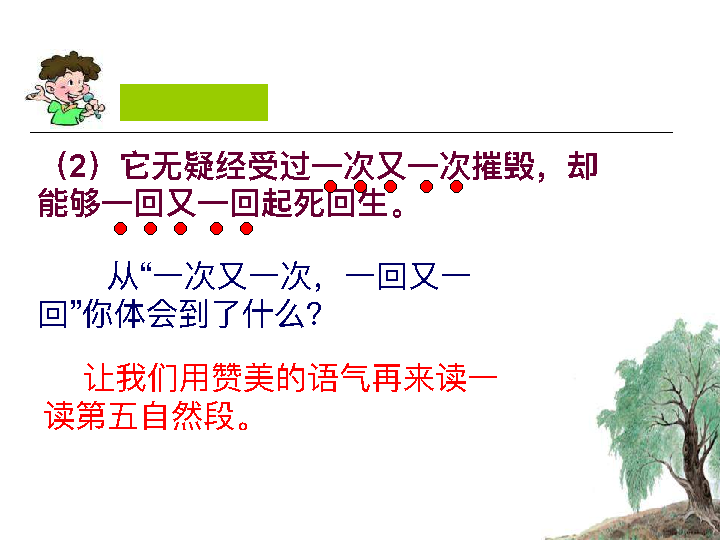 （2）它无疑经受过一次又一次摧毁，却
能够一回又一回起死回生。
从“一次又一次，一回又一
回”你体会到了什么?
让我们用赞美的语气再来读一
读第五自然段。